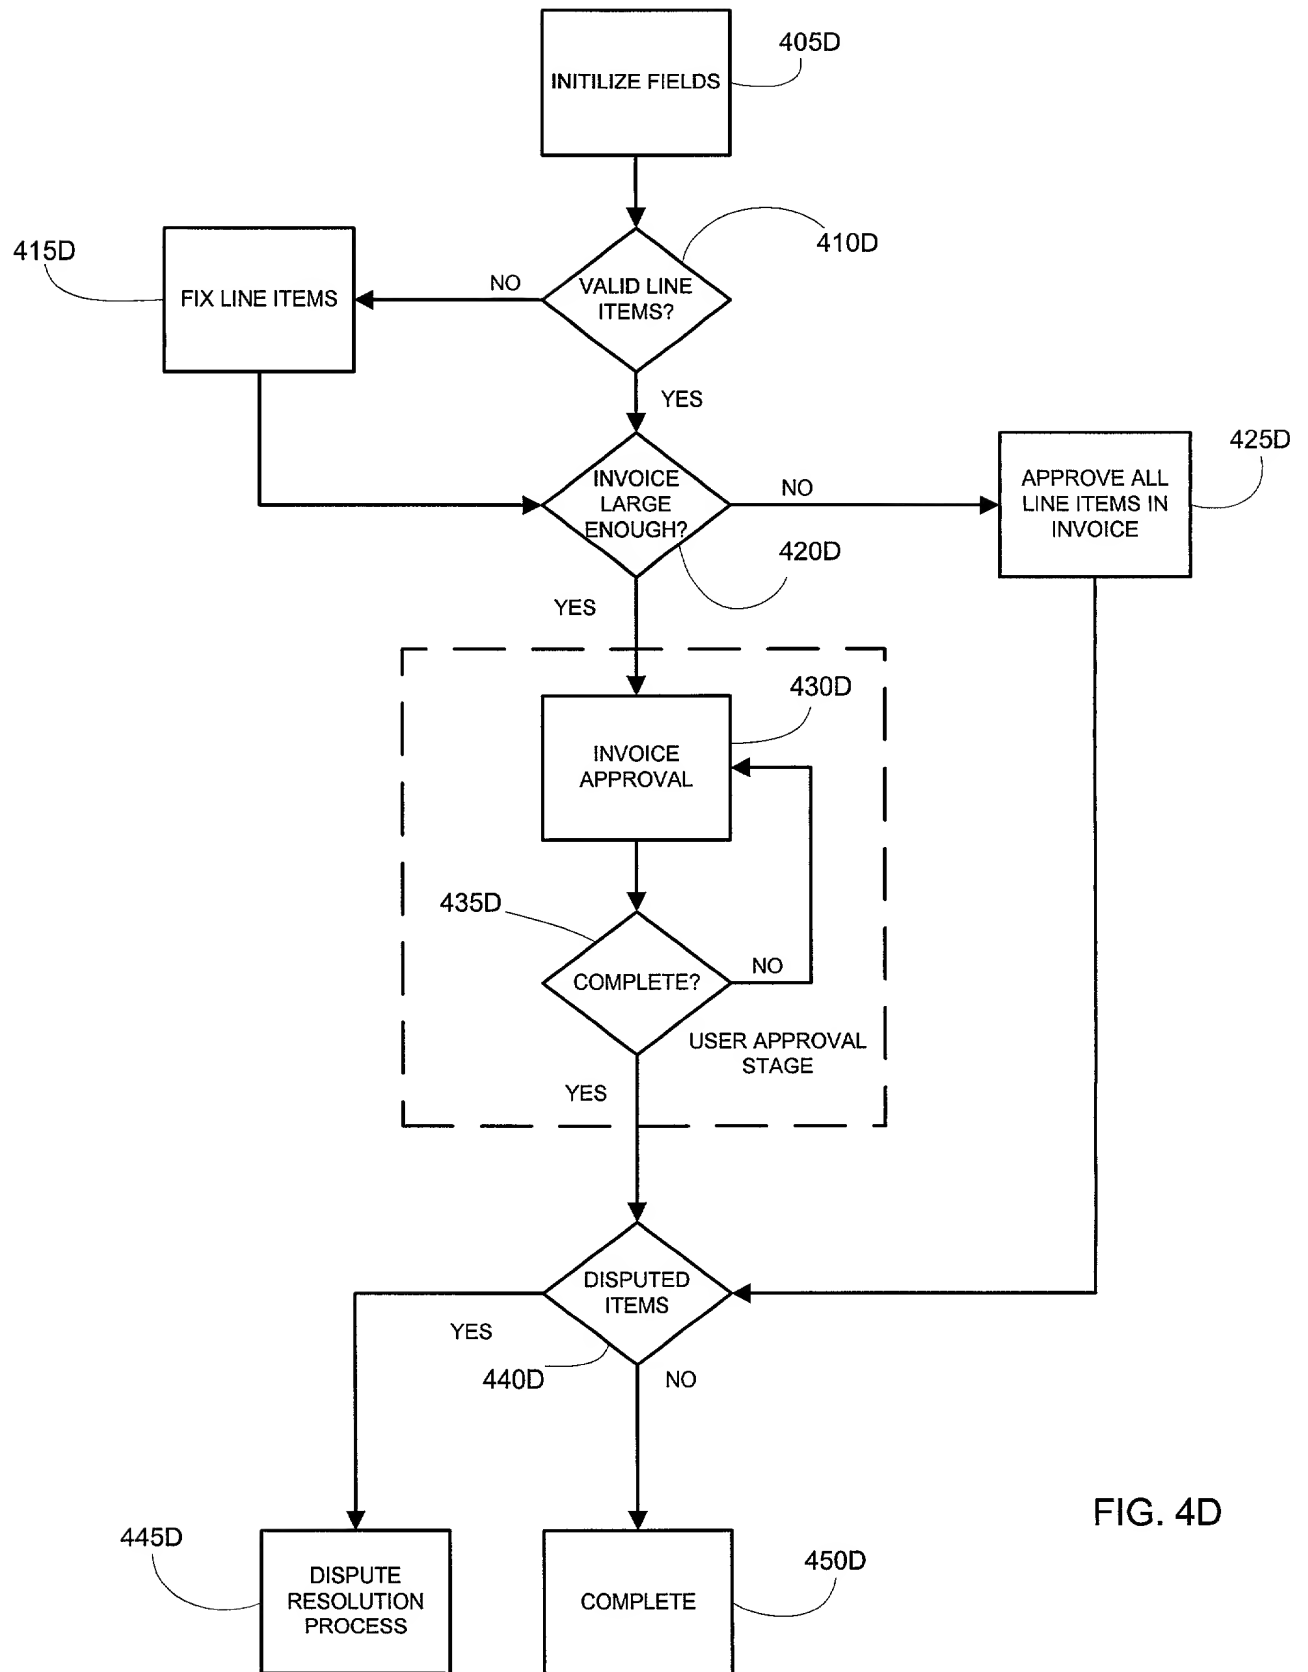 405D
INITILIZE FIELDS
410D
415D
NO
VALID LINE
ITEMS?
FIX LINE ITEMS
YES
425D
INVOICE
LARGE
ENOUGH?
NO
APPROVE ALL
LINE ITEMS IN
INVOICE
420D
YES
430D
INVOICE
APPROVAL
435D
COMPLETE?
NO
USER APPROVAL
STAGE
YES
DISPUTED
ITEMS
YES
440D
NO
FIG. 4D
445D
450D
DISPUTE
RESOLUTION
PROCESS
COMPLETE